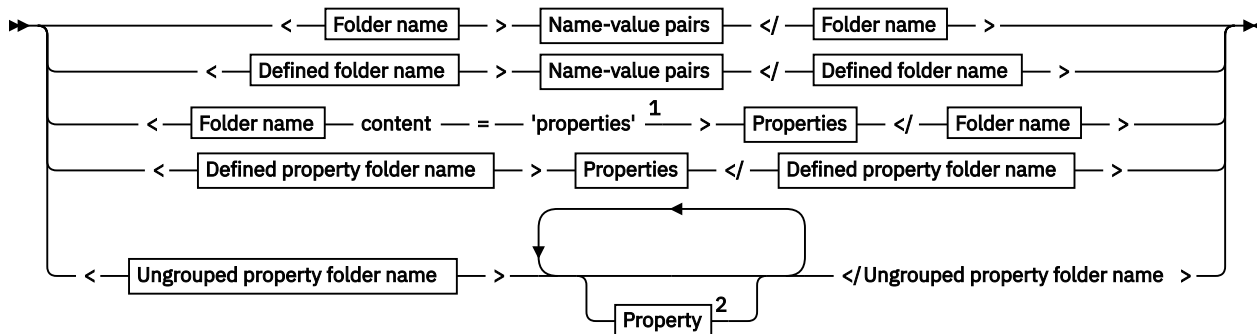 < Folder name > Name-value pairs </ Folder name >
< Defined folder name > Name-value pairs </ Defined folder name >
< Folder name content = 'properties' 1 > Properties </ Folder name >
< Defined property folder name > Properties </ Defined property folder name >
< Ungrouped property folder name > </Ungrouped property folder name >
Property 2